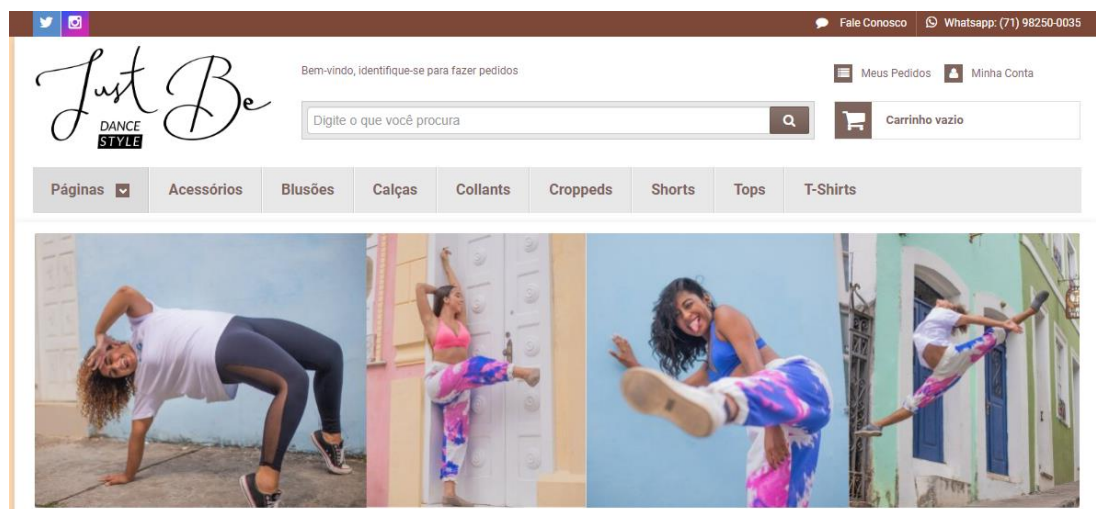 Fale Conosco
Whatsapp: (71) 98250-0035
Just Be
DANCE
STYLE
Bem-vindo, identifique-se para fazer pedidos
Meus Pedidos
Minha Conta
Digite o que você procura
Carrinho vazio
Páginas
Acessórios
Blusões
Calças
Collants
Croppeds
Shorts
Tops
T-Shirts